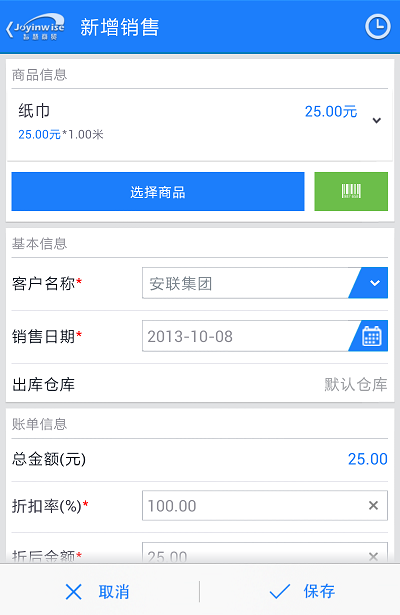 Joyinwise
智慧商贸
新增销售
商品信息
纸巾
25.00元
25.00元*1.00米
选择商品
基本信息
客户名称*
安联集团
销售日期*
2013-10-08
出库仓库
默认仓库
账单信息
总金额(元)
25.00
折扣率(%)*
100.00
折后金额*
25.00
取消
保存